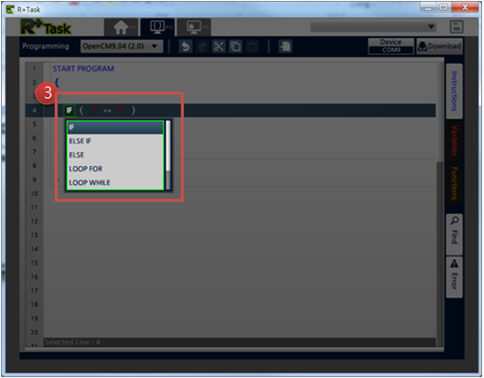 R+Task
R+Task
Programming OpenCM9.04 (2.0) Device COM9 Download
1 START PROGRAM
2 {
3
4 IF ( ? == ? )
5 IF
6 ELSE IF
7 ELSE
8 LOOP FOR
9 LOOP WHILE
10
11
12
13
14
15
16
17
18
19
20
21
Selected Line : 4
Instructions
Variables
Functions
Find
Error